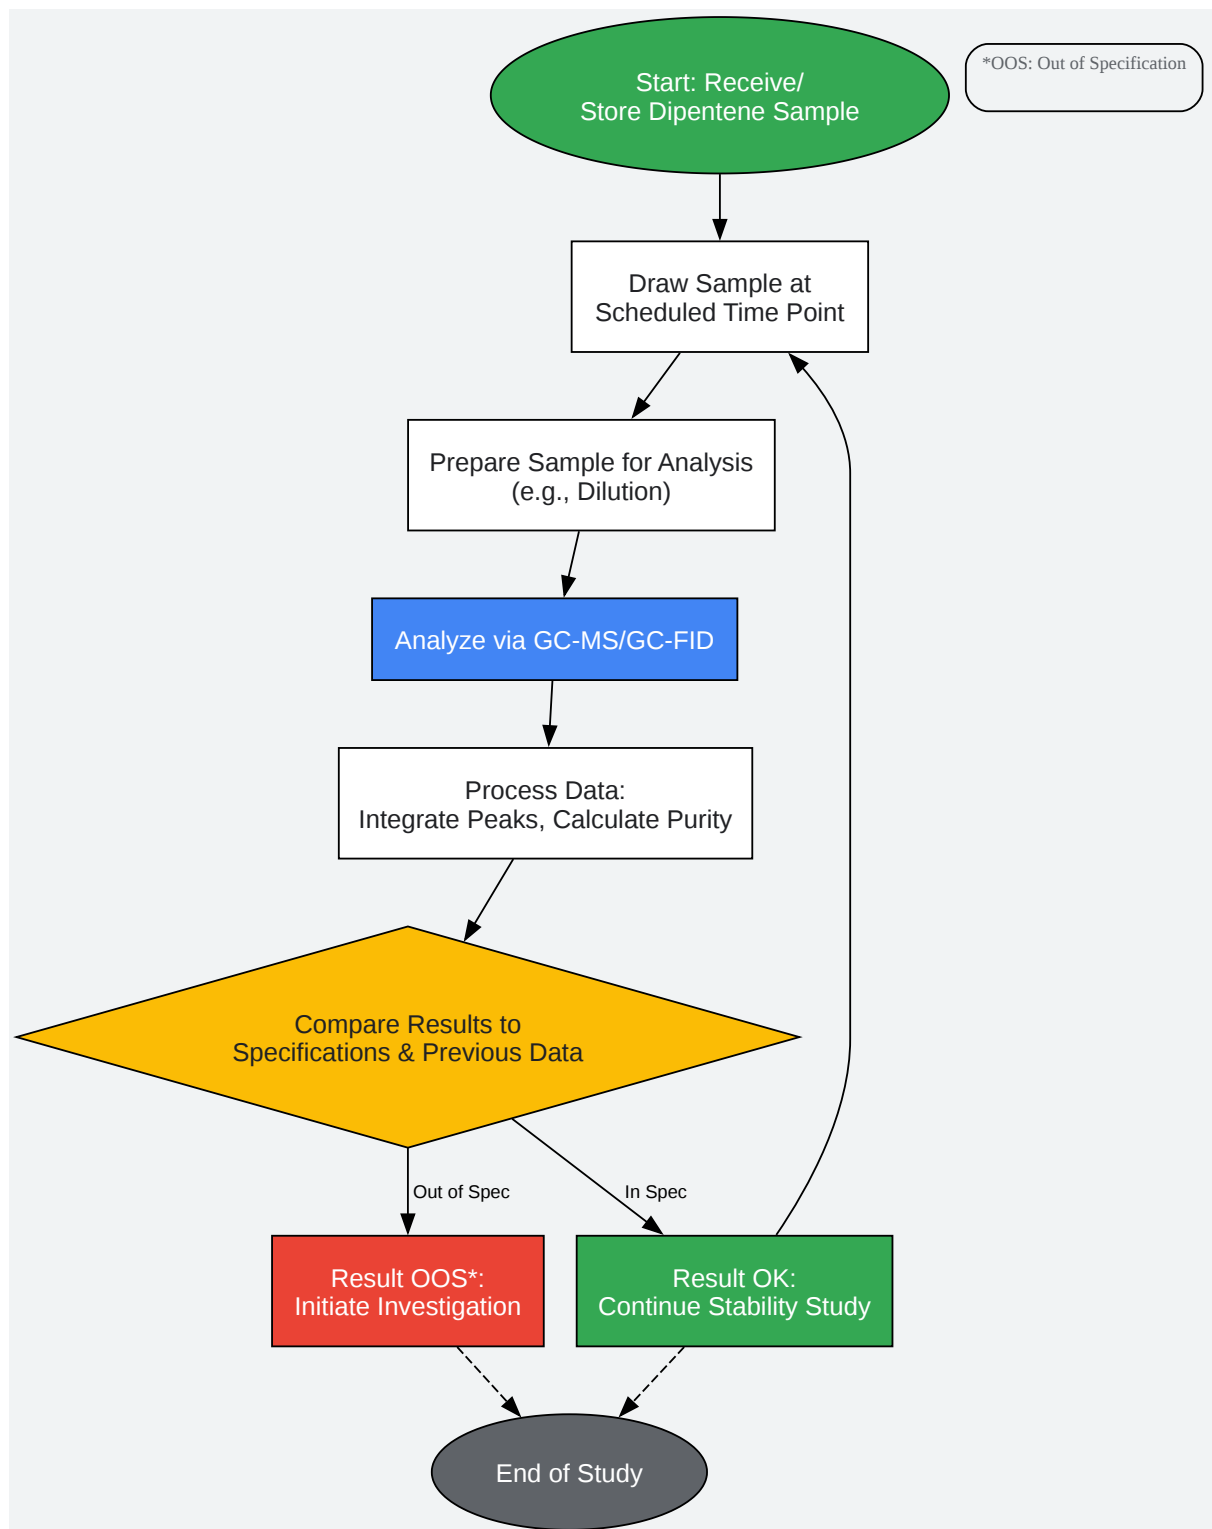 Start: Receive/
Store Dipentene Sample
*OOS: Out of Specification
Draw Sample at
Scheduled Time Point
Prepare Sample for Analysis
(e.g., Dilution)
Analyze via GC-MS/GC-FID
Process Data:
Integrate Peaks, Calculate Purity
Compare Results to
Specifications & Previous Data
Out of Spec
In Spec
Result OOS*:
Initiate Investigation
Result OK:
Continue Stability Study
End of Study